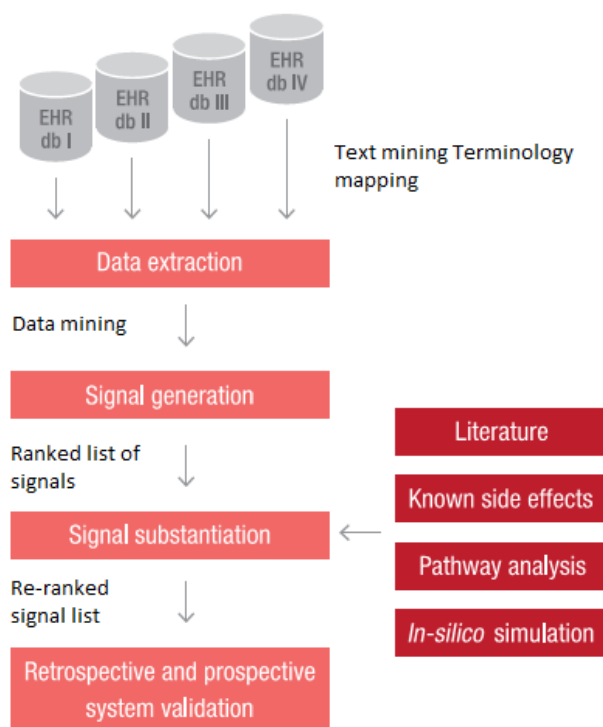 EHR
db I
EHR
db II
EHR
db III
EHR
db IV
Text mining Terminology
mapping
Data extraction
Data mining
Signal generation
Ranked list of
signals
Literature
Known side effects
Signal substantiation
Pathway analysis
Re-ranked
signal list
In-silico simulation
Retrospective and prospective
system validation